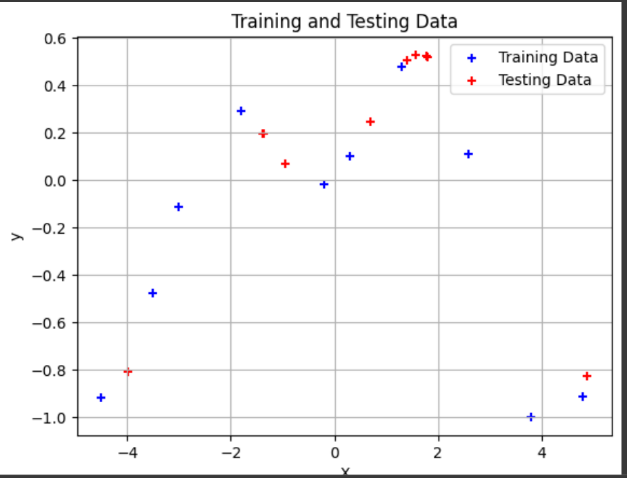 Training and Testing Data
Training Data
Testing Data
0.6
0.4
0.2
0.0
−0.2
−0.4
−0.6
−0.8
−1.0
y
−4
−2
0
2
4
x